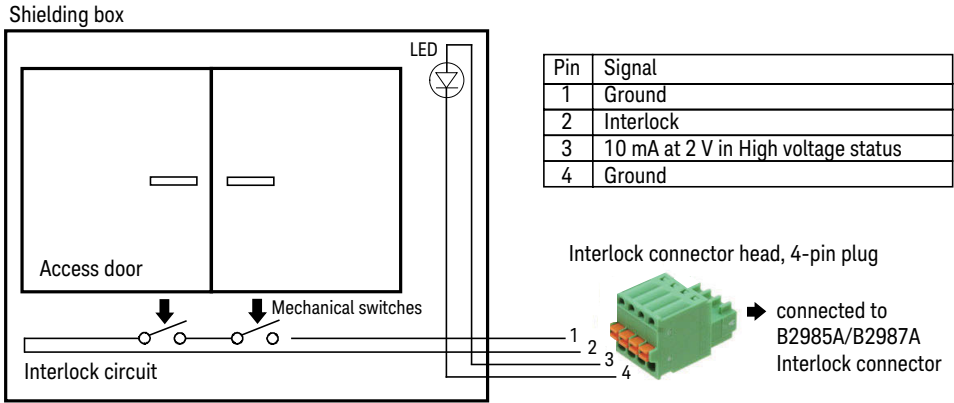 Shielding box
LED
Pin Signal
1 Ground
2 Interlock
3 10 mA at 2 V in High voltage status
4 Ground
Access door
Mechanical switches
Interlock circuit
Interlock connector head, 4-pin plug
1
2
3
4
connected to
B2985A/B2987A
Interlock connector